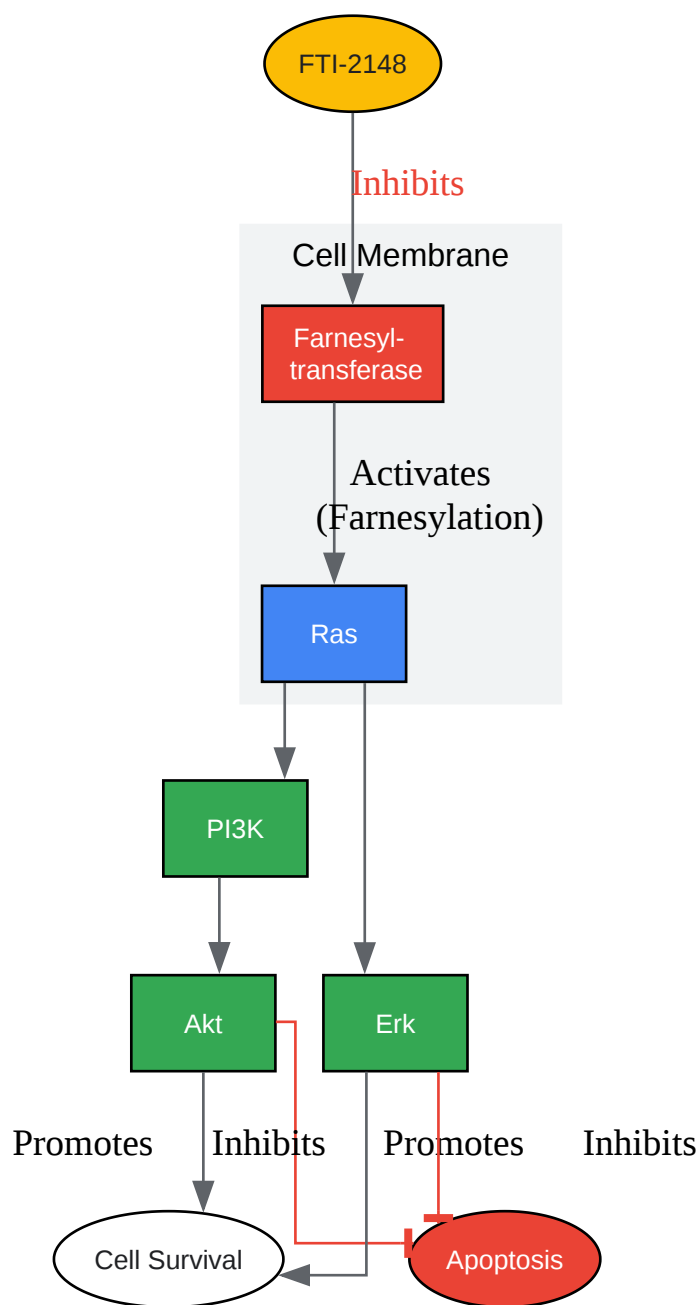 FTI-2148
Inhibits
Cell Membrane
Farnesyl-
transferase
Activates
(Farnesylation)
Ras
PI3K
Akt
Erk
Promotes
Inhibits
Promotes
Inhibits
Cell Survival
Apoptosis